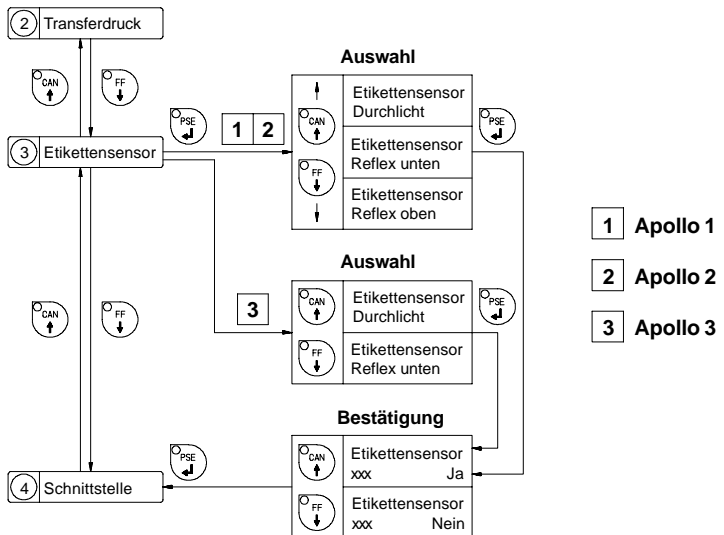 2 Transferdruck
CAN
FF
Auswahl
PSE
1 2
CAN
FF
Etikettensensor
Durchlicht
Etikettensensor
Reflex unten
Etikettensensor
Reflex oben
PSE
3 Etikettensensor
1 Apollo 1
2 Apollo 2
3 Apollo 3
Auswahl
CAN
FF
3
CAN
FF
Etikettensensor
Durchlicht
Etikettensensor
Reflex unten
PSE
Bestätigung
PSE
CAN
FF
Etikettensensor
xxx Ja
Etikettensensor
xxx Nein
4 Schnittstelle